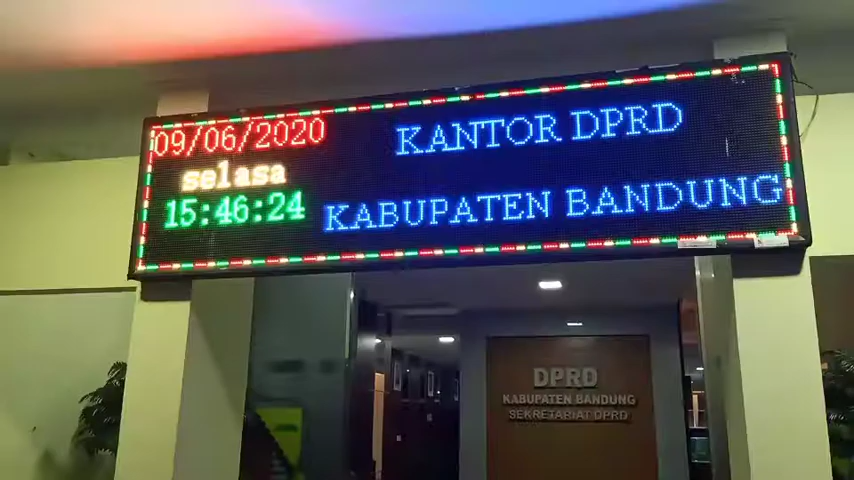 09/06/2020
selasa
15:46:24
KANTOR DPRD
KABUPATEN BANDUNG
DPRD
KABUPATEN BANDUNG
SEKRETARIAT DPRD